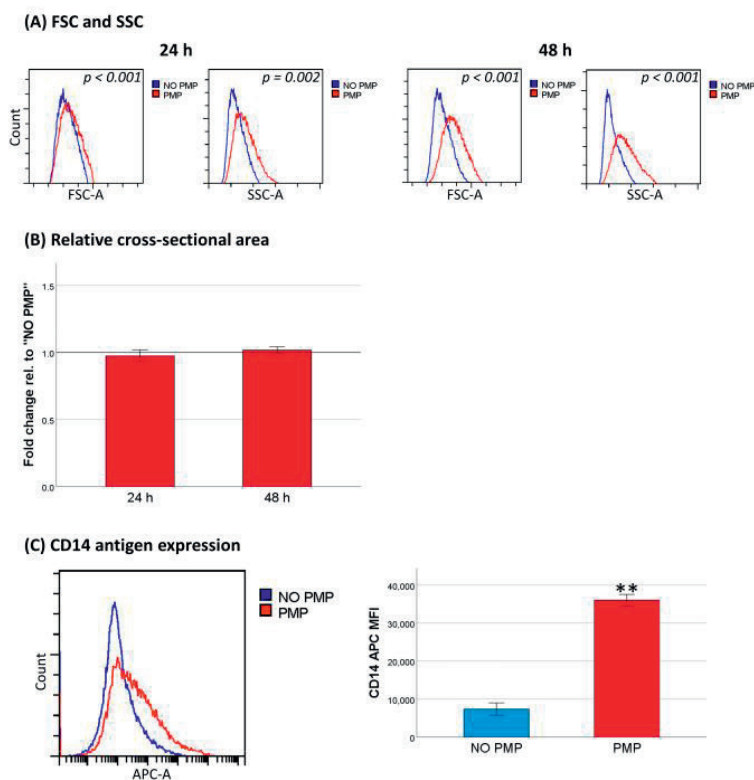 (A) FSC and SSC
24 h
48 h
p < 0.001
NO PMP
PMP
Count
FSC-A
p = 0.002
NO PMP
PMP
SSC-A
p < 0.001
NO PMP
PMP
FSC-A
p < 0.001
NO PMP
PMP
SSC-A
(B) Relative cross-sectional area
Fold change rel. to "NO PMP"
1.5
1.0
0.5
0.0
24 h
48 h
(C) CD14 antigen expression
Count
APC-A
NO PMP
PMP
CD14 APC MFI
40,000
30,000
20,000
10,000
0
**
NO PMP
PMP